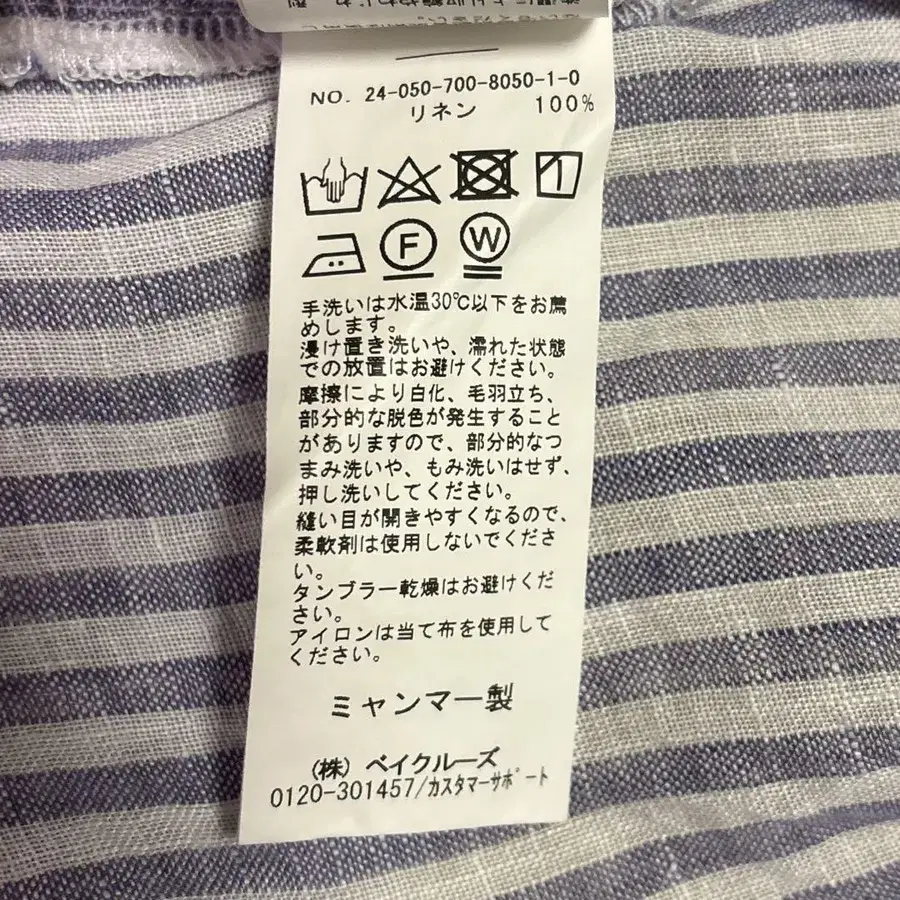 NO. 24-050-700-8050-1-0
リネン 100%
F W
手洗いは水温30℃以下をお薦
めします。
浸け置き洗いや、濡れた状態
での放置はお避けください。
摩擦により白化、毛羽立ち、
部分的な脱色が発生すること
がありますので、部分的なつ
まみ洗いや、もみ洗いはせず、
押し洗いしてください。
縫い目が開きやすくなるので、
柔軟剤は使用しないでくださ
い。
タンブラー乾燥はお避けくだ
さい。
アイロンは当て布を使用して
ください。
ミャンマー製
(株) ベイクルーズ
0120-301457/カスタマーサポート